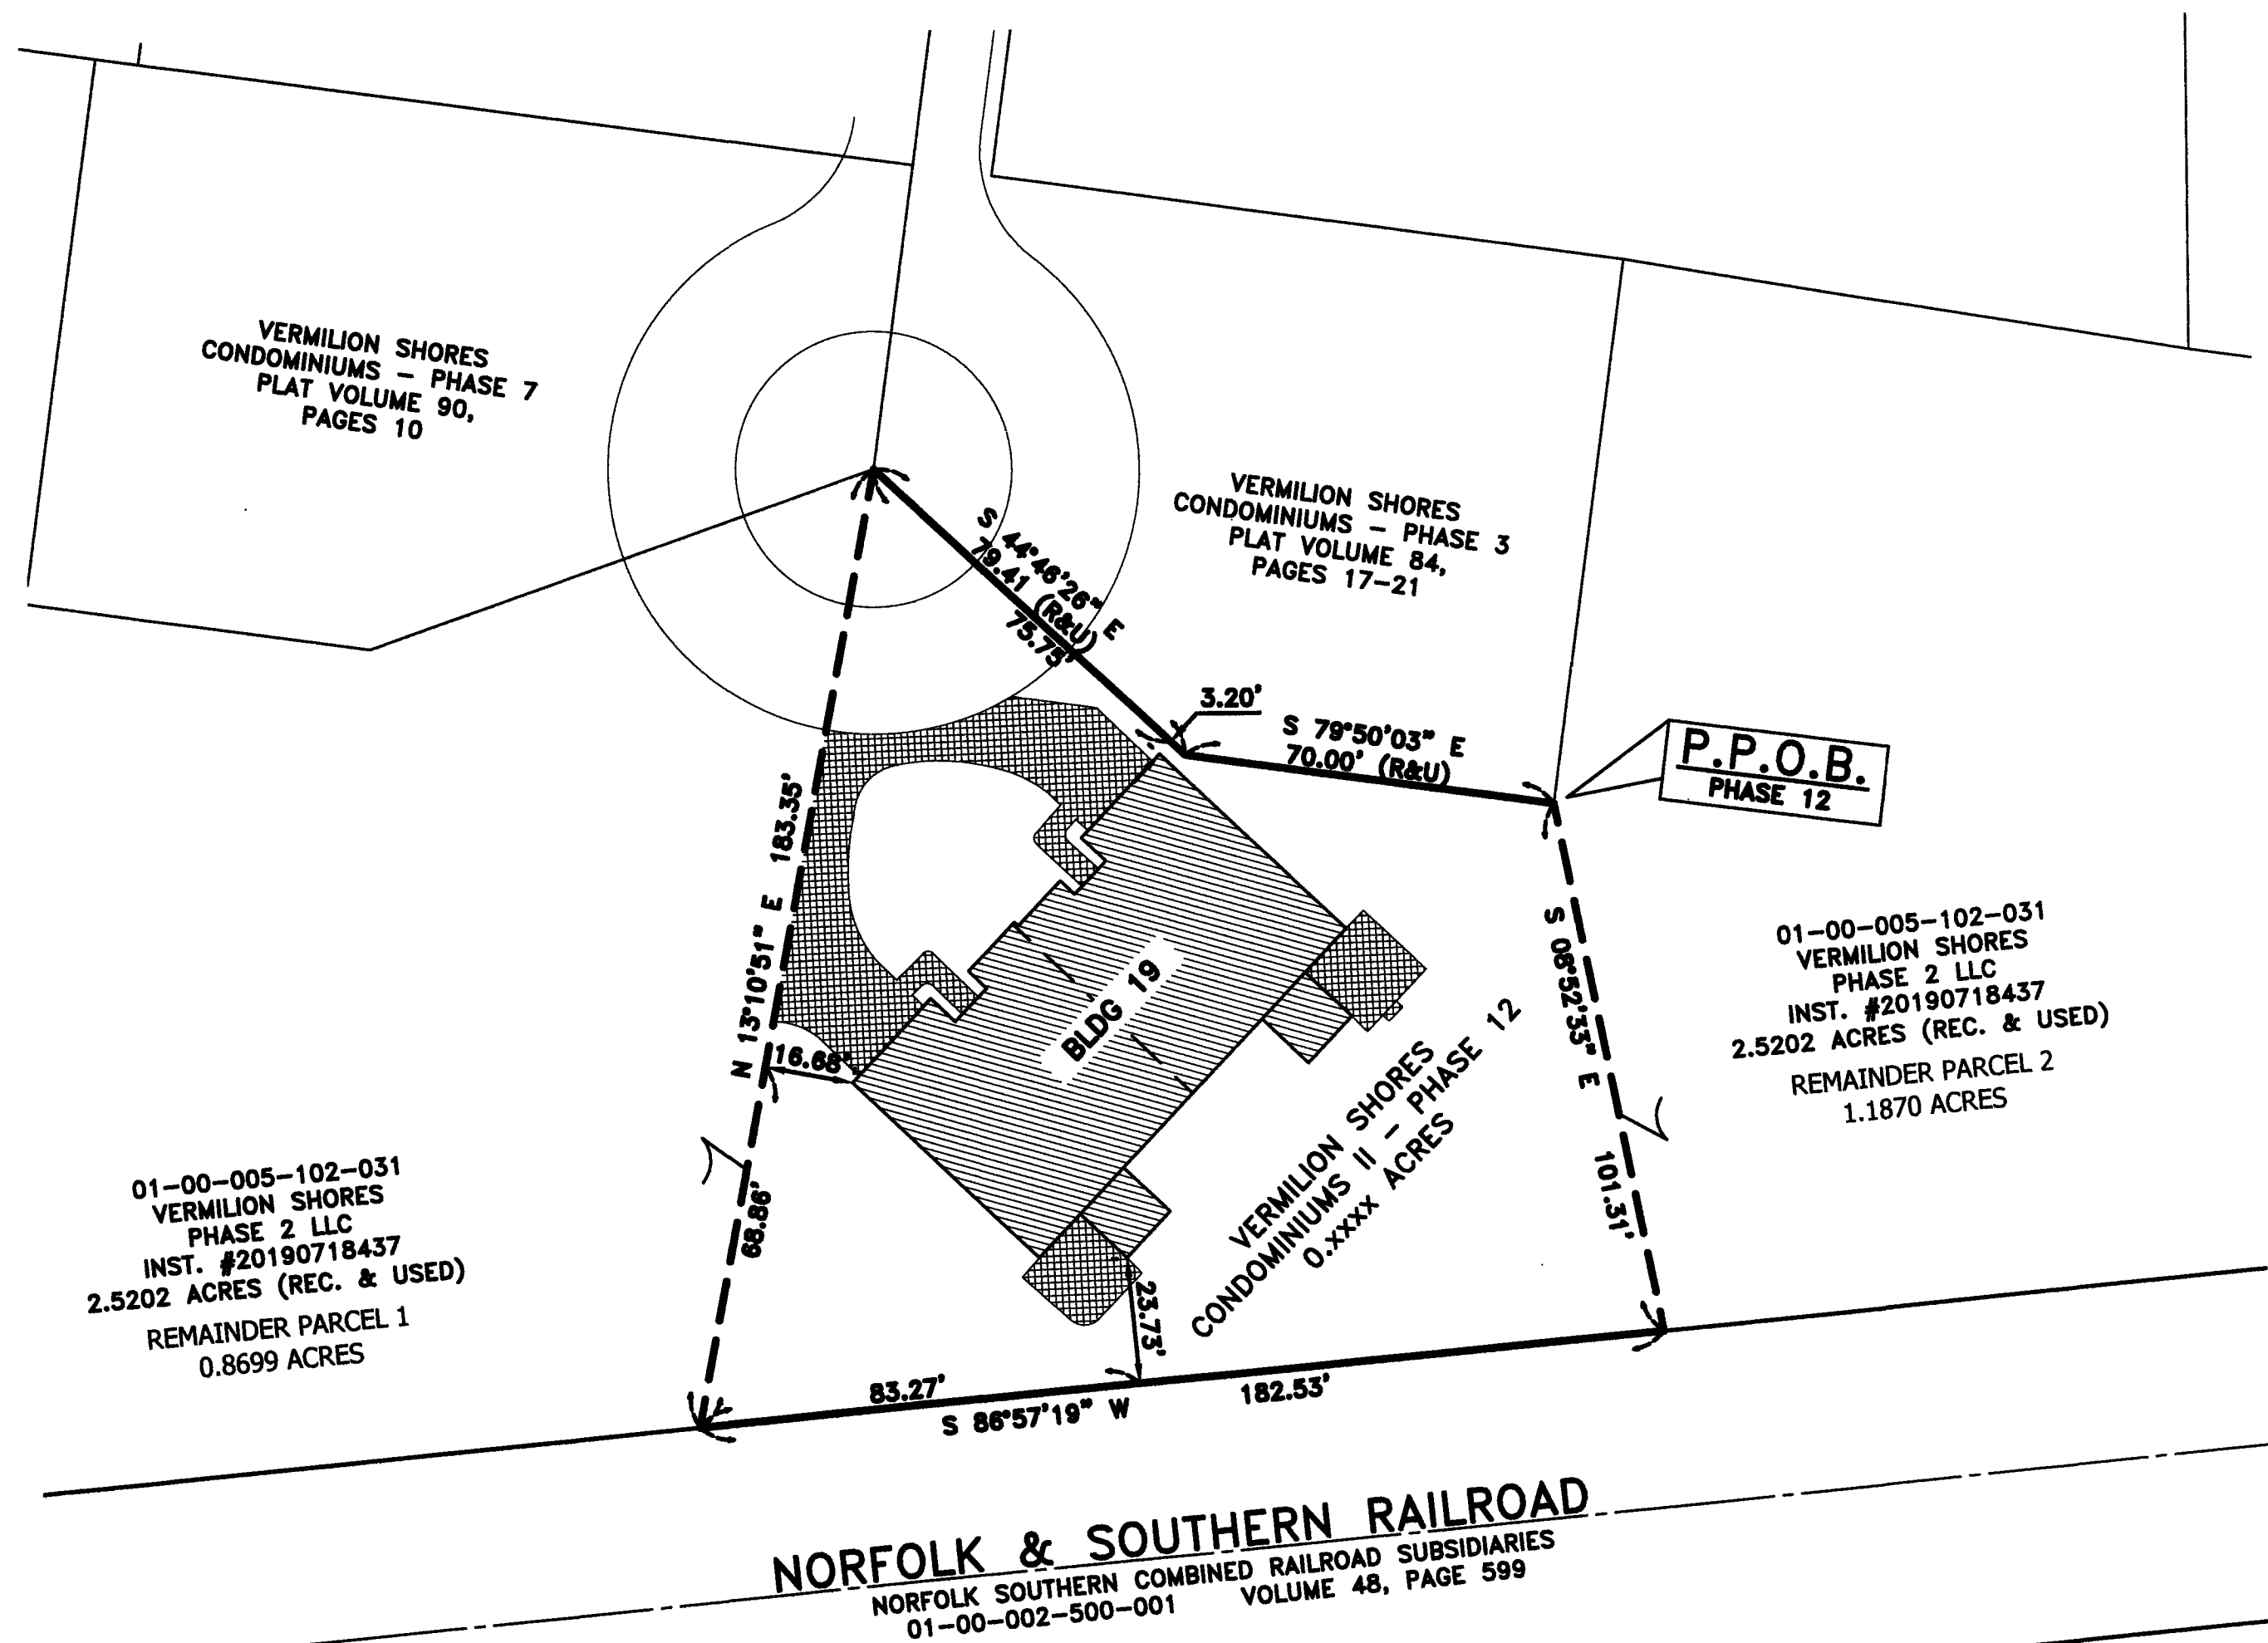 VERMILION SHORES
CONDOMINIUMS – PHASE 7
PLAT VOLUME 90,
PAGES 10
VERMILION SHORES
CONDOMINIUMS – PHASE 3
PLAT VOLUME 84,
PAGES 17–21
S 44°46'26" E
79.41 (R&U)
75.75'
3.20'
S 79°50'03" E
70.00' (R&U)
P.P.O.B.
PHASE 12
N 13°10'51" E 183.35'
16.68'
68.86'
BLDG 19
S 08°52'33" E
101.31'
01–00–005–102–031
VERMILION SHORES
PHASE 2 LLC
INST. #20190718437
2.5202 ACRES (REC. & USED)
REMAINDER PARCEL 2
1.1870 ACRES
VERMILION SHORES
CONDOMINIUMS II – PHASE 12
0.xxxx ACRES
01–00–005–102–031
VERMILION SHORES
PHASE 2 LLC
INST. #20190718437
2.5202 ACRES (REC. & USED)
REMAINDER PARCEL 1
0.8699 ACRES
23.73'
83.27'
182.53'
S 86°57'19" W
NORFOLK & SOUTHERN RAILROAD
NORFOLK SOUTHERN COMBINED RAILROAD SUBSIDIARIES
01–00–002–500–001 VOLUME 48, PAGE 599